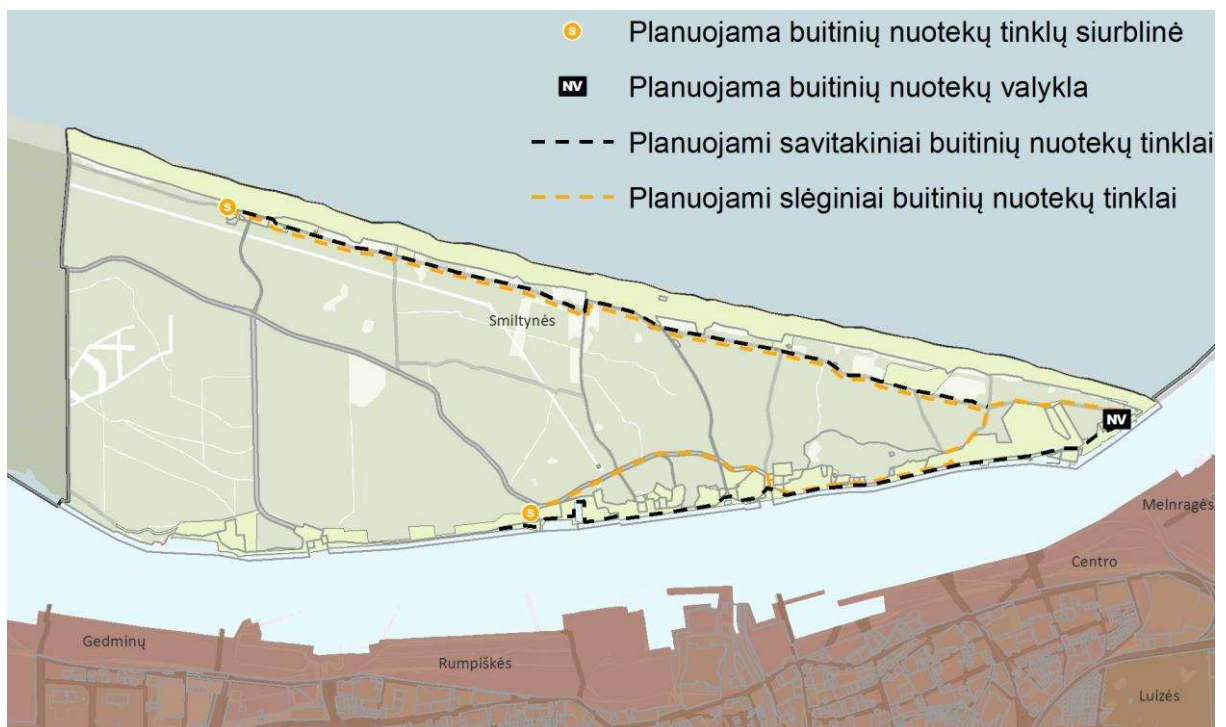 S Planuojama buitinių nuotekų tinklų siurblinė
NV Planuojama buitinių nuotekų valykla
Planuojami savitakiniai buitinių nuotekų tinklai
Planuojami slėginiai buitinių nuotekų tinklai
S
Smiltynės
NV
S
Melnragės
Centro
Gedminų
Rumpiškės
Luizės